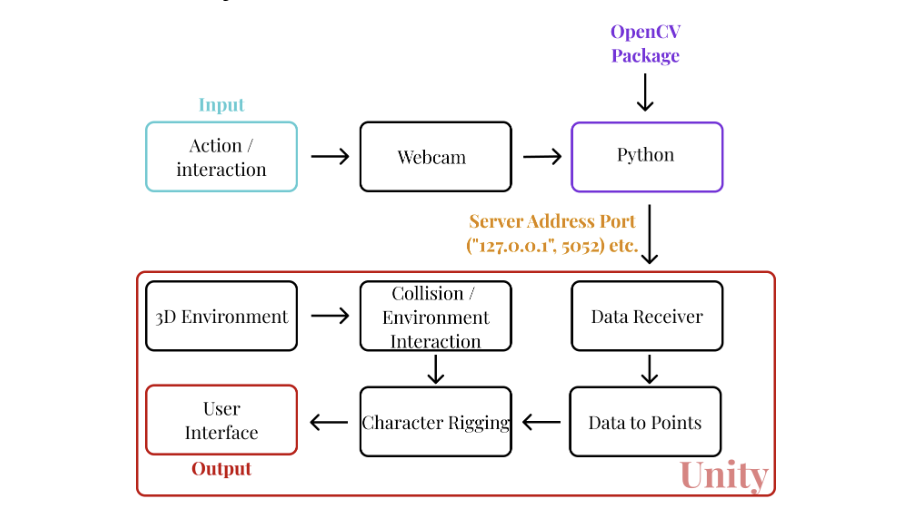 OpenCV
Package
Input
Action /
interaction
Webcam
Python
Server Address Port
("127.0.0.1", 5052) etc.
3D Environment
Collision /
Environment
Interaction
Data Receiver
User
Interface
Character Rigging
Data to Points
Output
Unity